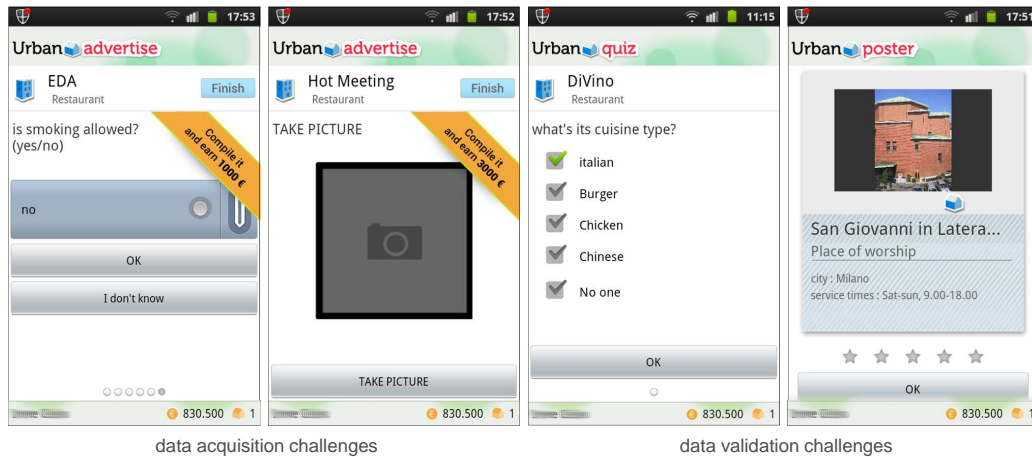 17:53
Urban advertise
EDA
Restaurant
Finish
is smoking allowed?
(yes/no)
Compile it
and earn 1000 €
no
OK
I don't know
830.500 1
17:52
Urban advertise
Hot Meeting
Restaurant
Finish
TAKE PICTURE
Compile it
and earn 3000 €
TAKE PICTURE
830.500 1
data acquisition challenges
11:15
Urban quiz
DiVino
Restaurant
what's its cuisine type?
italian
Burger
Chicken
Chinese
No one
OK
830.500 1
17:51
Urban poster
San Giovanni in Latera...
Place of worship
city : Milano
service times : Sat-sun, 9.00-18.00
OK
830.500 1
data validation challenges